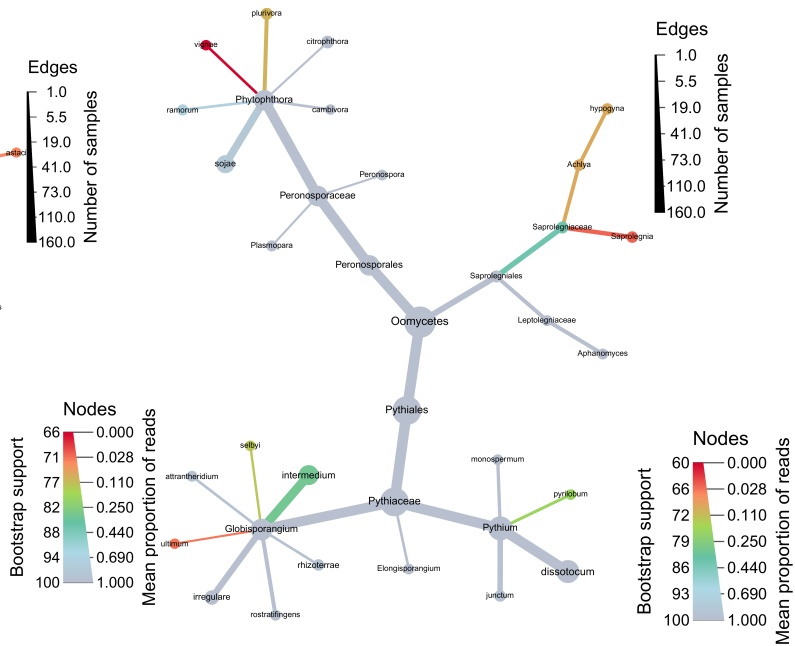 plurivora
vignae
citrophthora
Phytophthora
ramorum
cambivora
sojae
Peronospora
Peronosporaceae
Plasmopara
Peronosporales
Oomycetes
Edges
1.0
5.5
19.0
41.0
73.0
110.0
160.0
Number of samples
astaci
Edges
1.0
5.5
19.0
41.0
73.0
110.0
160.0
Number of samples
hypogyna
Achlya
Saprolegniaceae
Saprolegnia
Saprolegniales
Leptolegniaceae
Aphanomyces
Pythiales
Pythiaceae
monospermum
pyrilobum
Pythium
dissotocum
junctum
Elongisporangium
selbyi
attrantheridium
intermedium
Globisporangium
ultimum
rhizoterrae
irregulare
rostratifingens
Nodes
66 0.000
71 0.028
77 0.110
82 0.250
88 0.440
94 0.690
100 1.000
Bootstrap support
Mean proportion of reads
Nodes
60 0.000
66 0.028
72 0.110
79 0.250
86 0.440
93 0.690
100 1.000
Bootstrap support
Mean proportion of reads